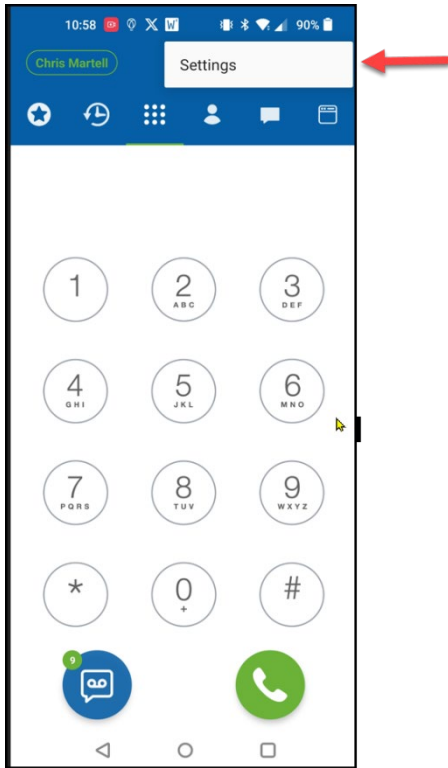 10:58 X W 90%
Chris Martell
Settings
1
2
ABC
3
DEF
4
GHI
5
JKL
6
MNO
7
PQRS
8
TUV
9
WXYZ
*
0
+
#
9